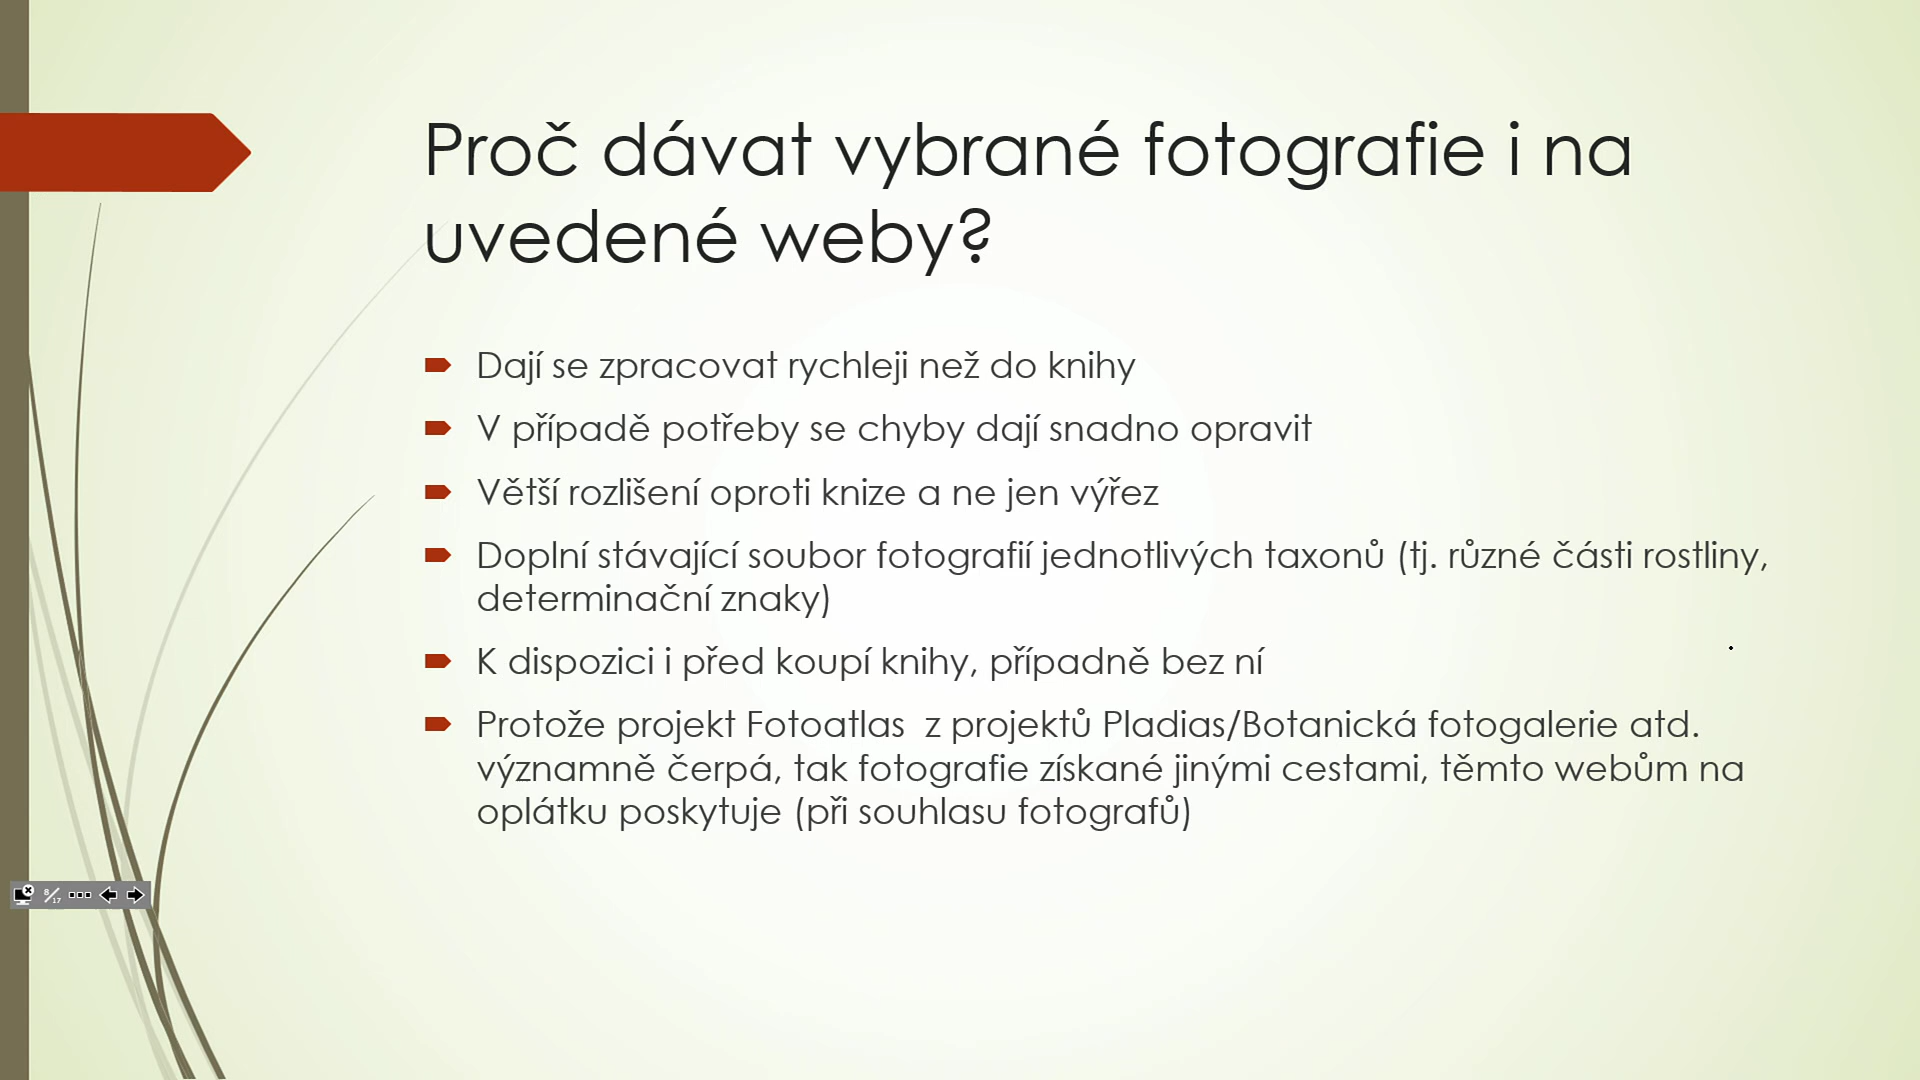 Proč dávat vybrané fotografie i na
uvedené weby?
Dají se zpracovat rychleji než do knihy
V případě potřeby se chyby dají snadno opravit
Větší rozlišení oproti knize a ne jen výřez
Doplní stávající soubor fotografií jednotlivých taxonů (tj. různé části rostliny,
determinační znaky)
K dispozici i před koupí knihy, případně bez ní
Protože projekt Fotoatlas  z projektů Pladias/Botanická fotogalerie atd.
významně čerpá, tak fotografie získané jinými cestami, těmto webům na
oplátku poskytuje (při souhlasu fotografů)
8/17